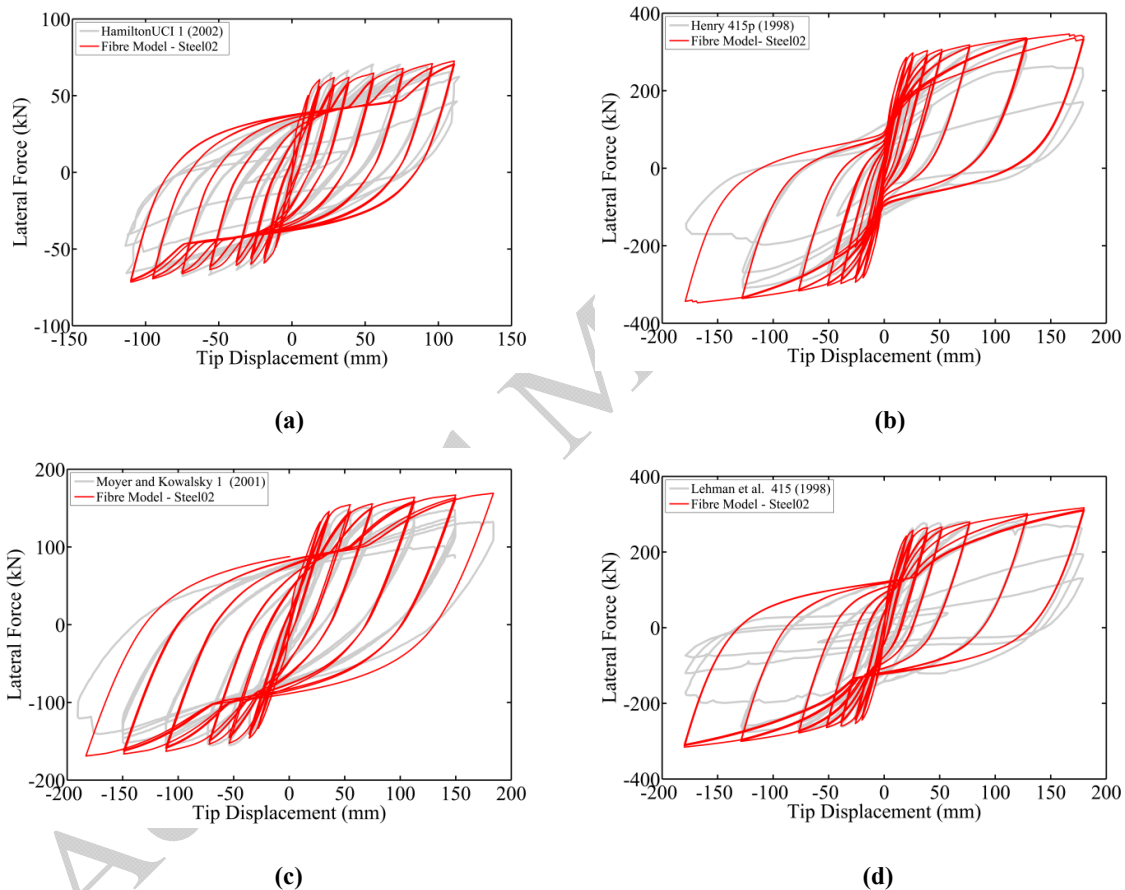 HamiltonUCI 1 (2002)
Fibre Model - Steel02
100
50
0
-50
-100
Lateral Force (kN)
-150 -100 -50 0 50 100 150
Tip Displacement (mm)
(a)
Henry 415p (1998)
Fibre Model- Steel02
400
200
0
-200
-400
Lateral Force (kN)
-200 -150 -100 -50 0 50 100 150 200
Tip Displacement (mm)
(b)
Moyer and Kowalsky 1 (2001)
Fibre Model - Steel02
200
100
0
-100
-200
Lateral Force (kN)
-200 -150 -100 -50 0 50 100 150 200
Tip Displacement (mm)
(c)
Lehman et al. 415 (1998)
Fibre Model - Steel02
400
200
0
-200
-400
Lateral Force (kN)
-200 -150 -100 -50 0 50 100 150 200
Tip Displacement (mm)
(d)